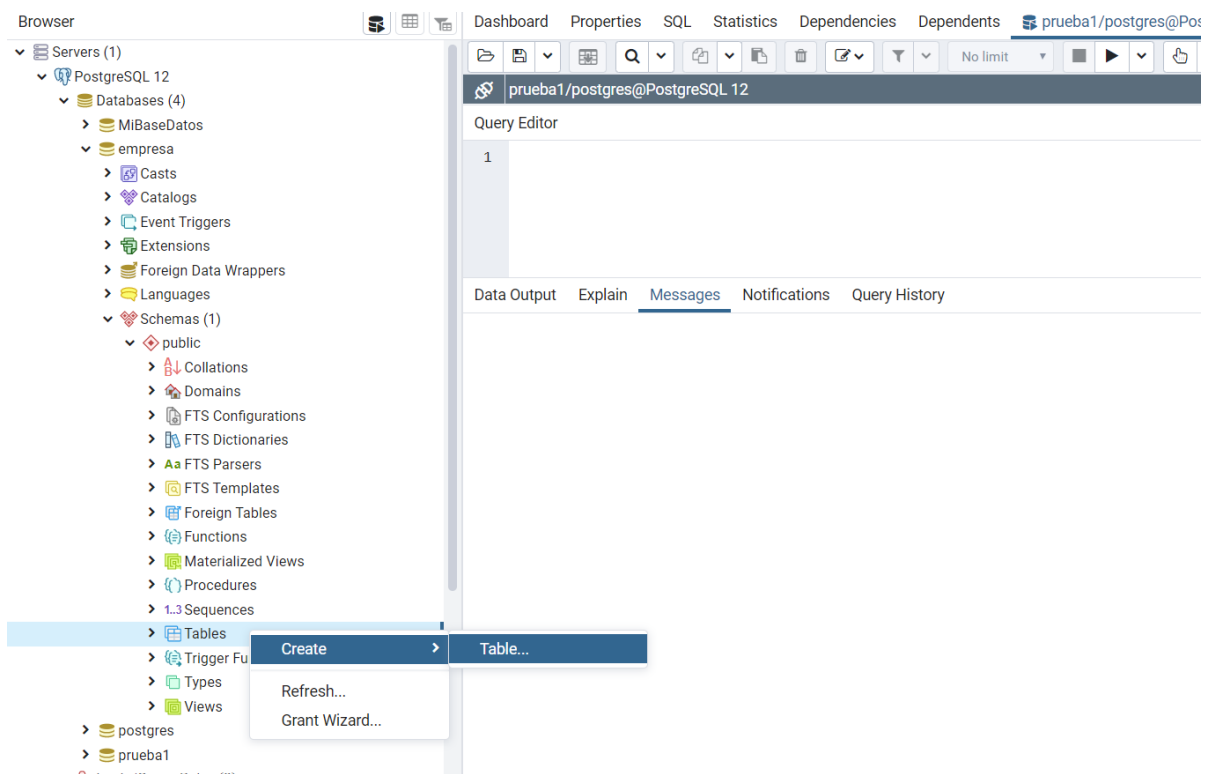 Browser
Servers (1)
PostgreSQL 12
Databases (4)
MiBaseDatos
empresa
Casts
Catalogs
Event Triggers
Extensions
Foreign Data Wrappers
Languages
Schemas (1)
public
Collations
Domains
FTS Configurations
FTS Dictionaries
Aa FTS Parsers
FTS Templates
Foreign Tables
Functions
Materialized Views
Procedures
1..3 Sequences
Tables
Trigger Fu
Types
Views
postgres
prueba1
Create
Refresh...
Grant Wizard...
Table...
Dashboard Properties SQL Statistics Dependencies Dependents prueba1/postgres@Pos
No limit
prueba1/postgres@PostgreSQL 12
Query Editor
1
Data Output Explain Messages Notifications Query History